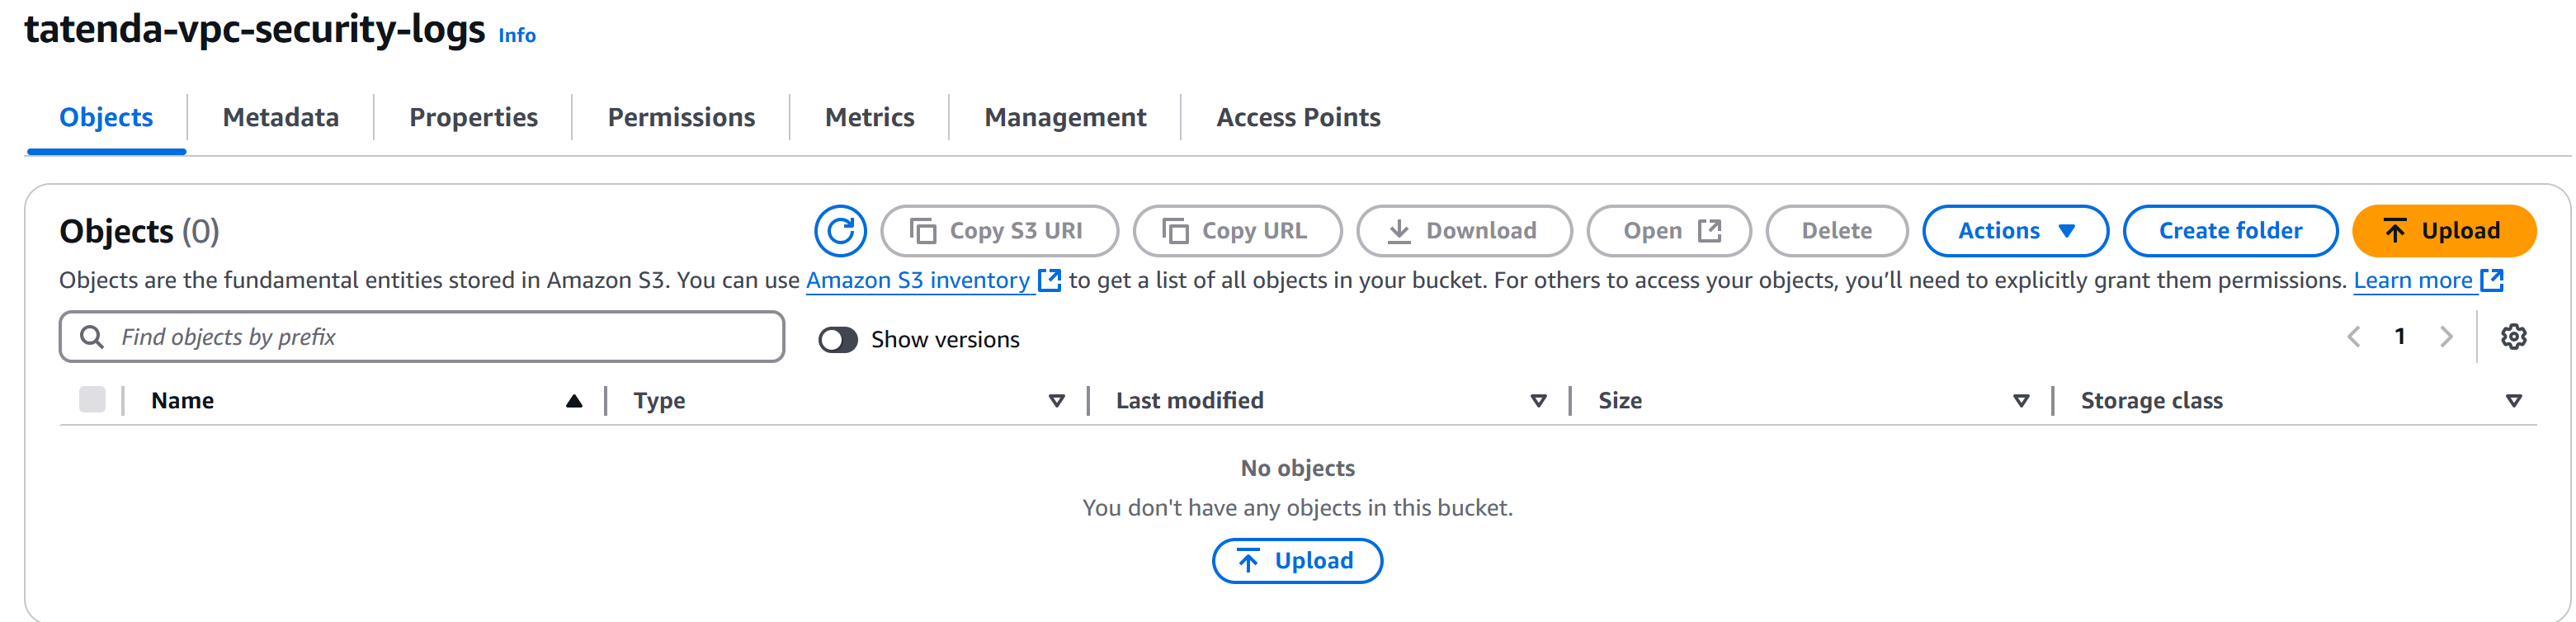 tatenda-vpc-security-logs Info
Objects Metadata Properties Permissions Metrics Management Access Points
Objects (0) Copy S3 URI Copy URL Download Open Delete Actions Create folder Upload
Objects are the fundamental entities stored in Amazon S3. You can use Amazon S3 inventory to get a list of all objects in your bucket. For others to access your objects, you’ll need to explicitly grant them permissions. Learn more
Find objects by prefix Show versions 1
Name Type Last modified Size Storage class
No objects
You don't have any objects in this bucket.
Upload